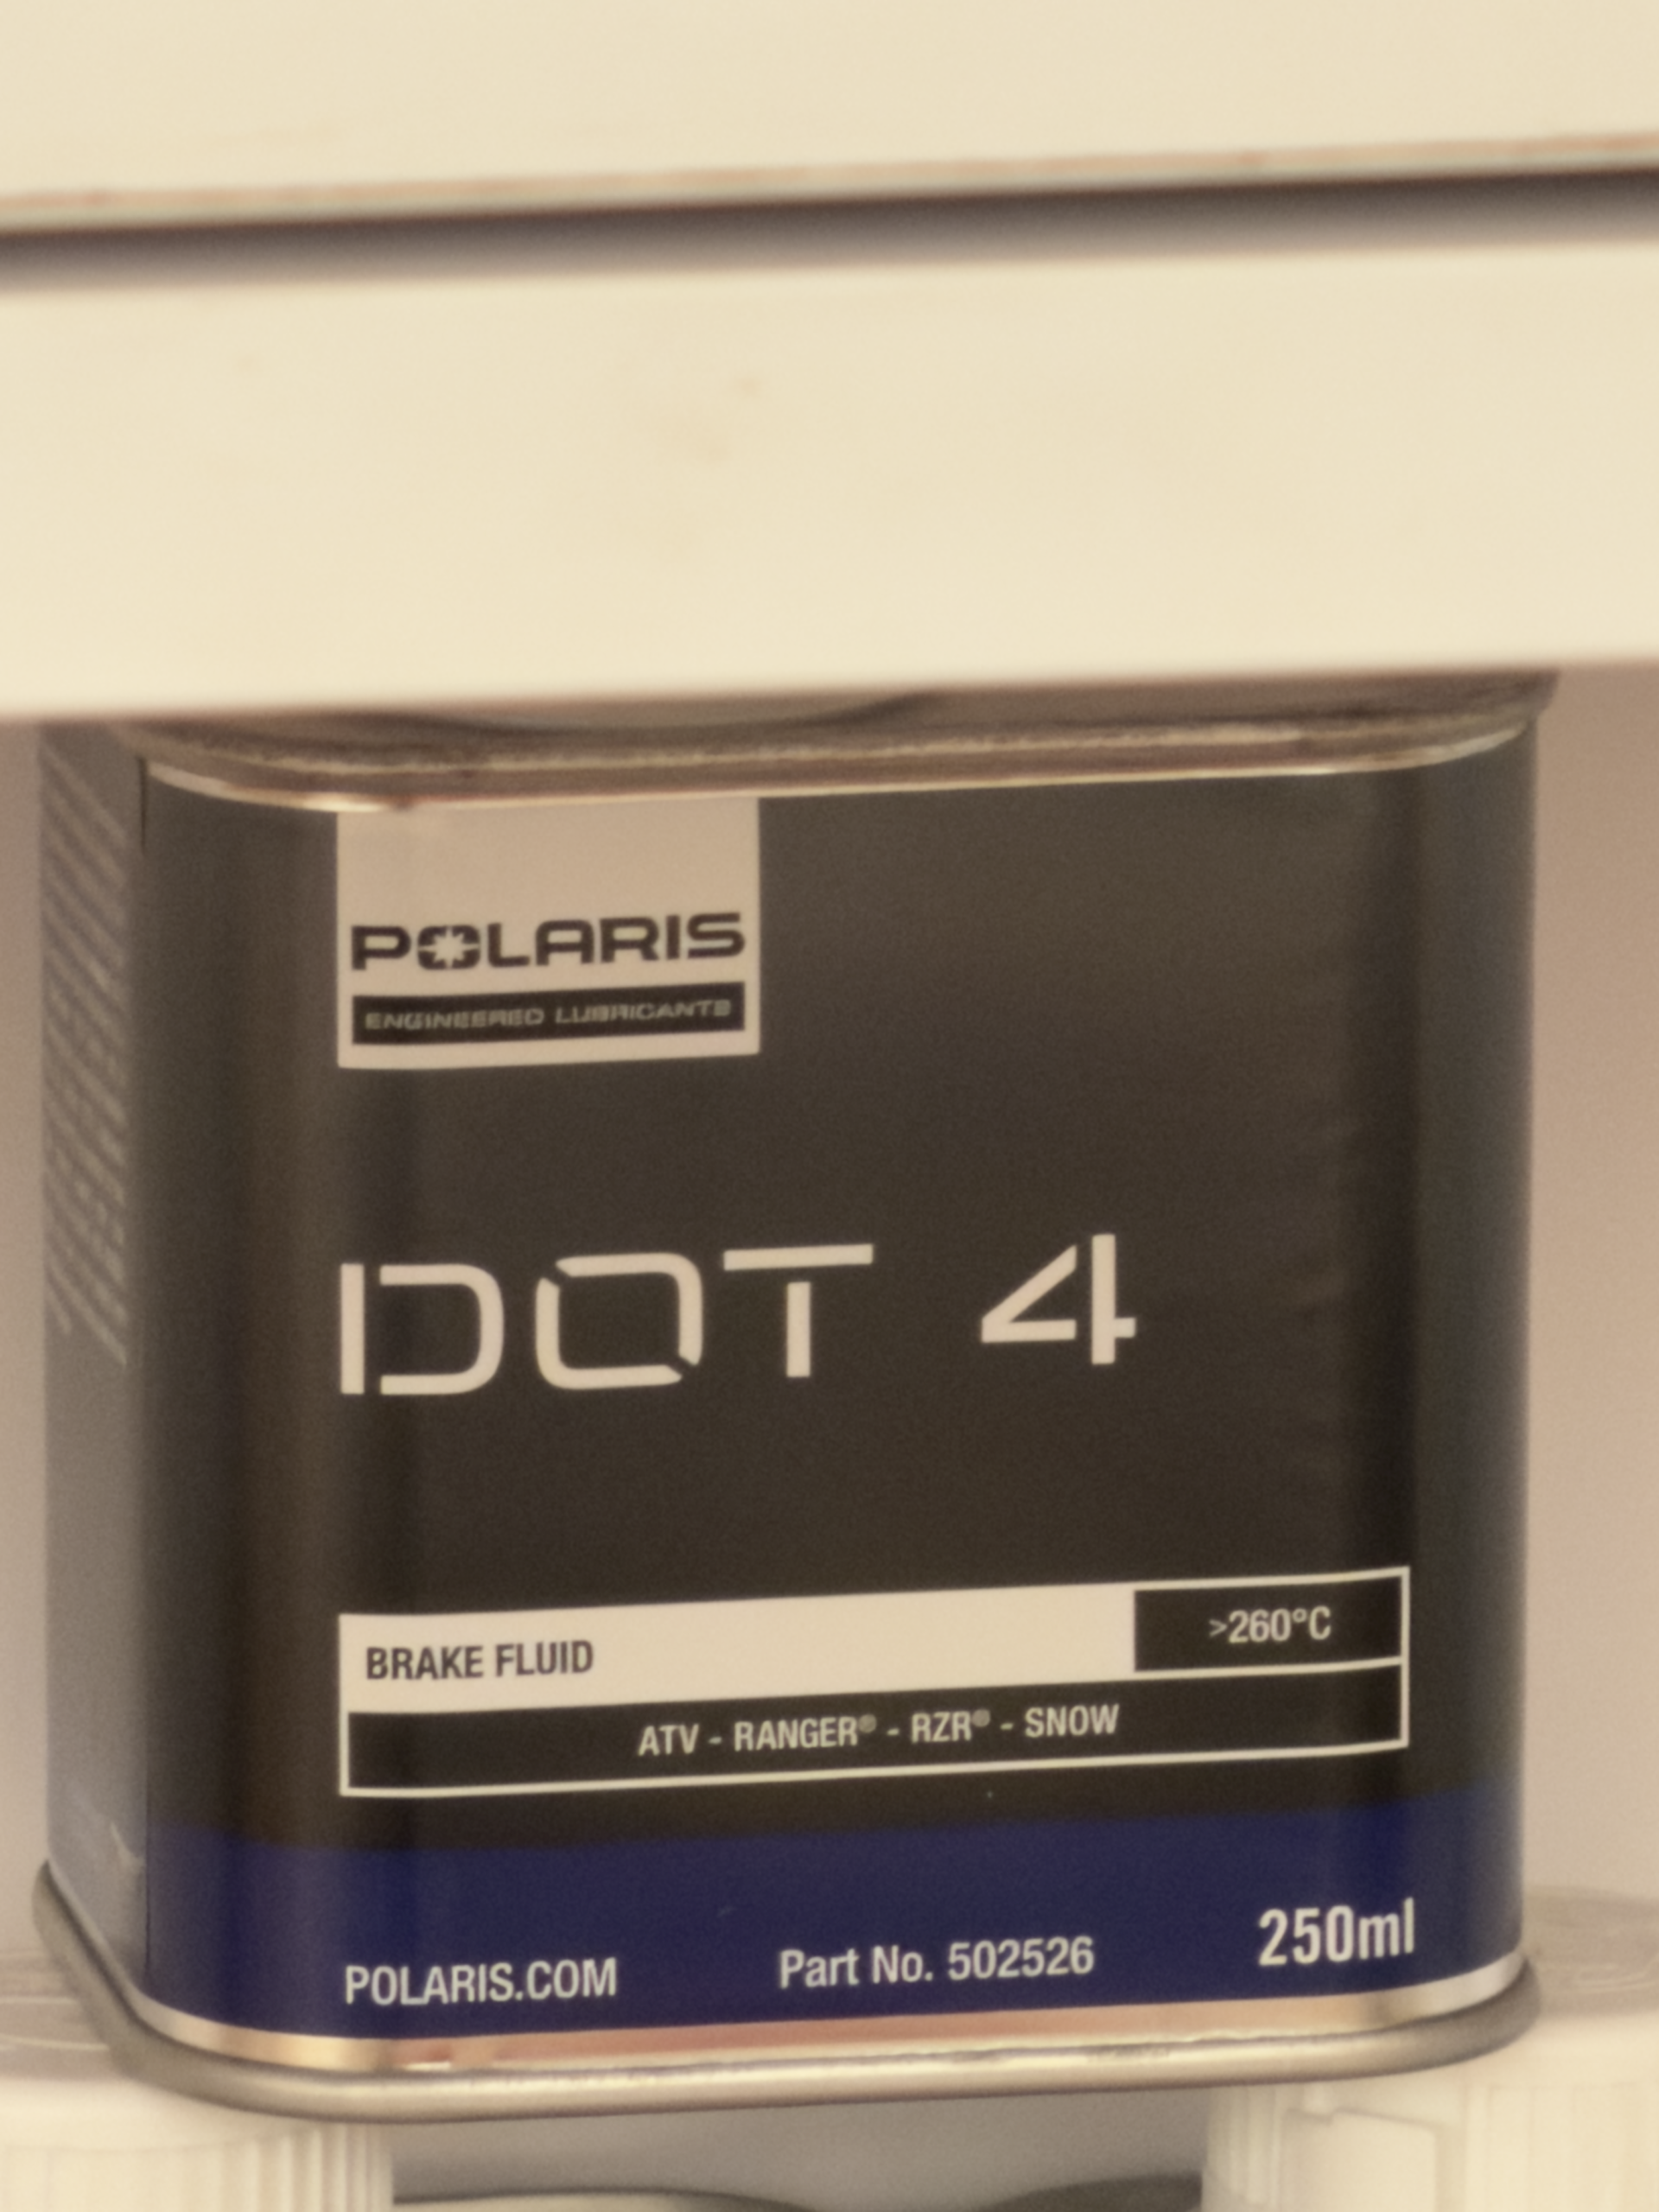 POLARIS
ENGINEERED LUBRICANTS
DOT 4
BRAKE FLUID
>260°C
ATV - RANGER® - RZR® - SNOW
POLARIS.COM
Part No. 502526
250ml